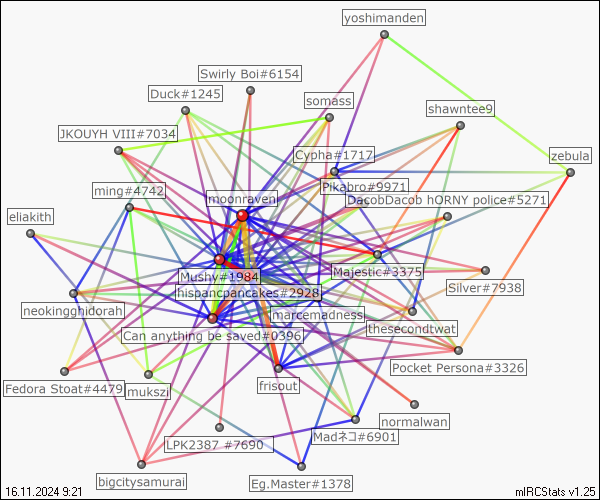 yoshimanden
Swirly Boi#6154
Duck#1245
somass
shawntee9
JKOUYH VIII#7034
Cypha#1717
zebula
Pikabro#9971
ming#4742
moonraven
DacobDacob hORNY police#5271
eliakith
Mushy#1984
Majestic#3375
Silver#7938
hispancpancakes#2928
neokingghidorah
marcemadness
thesecondtwat
Can anything be saved#0396
Pocket Persona#3326
Fedora Stoat#4479
mukszi
frisout
normalwan
LPK2387 #7690
Madネコ#6901
bigcitysamurai
Eg.Master#1378
16.11.2024 9:21
mIRCStats v1.25